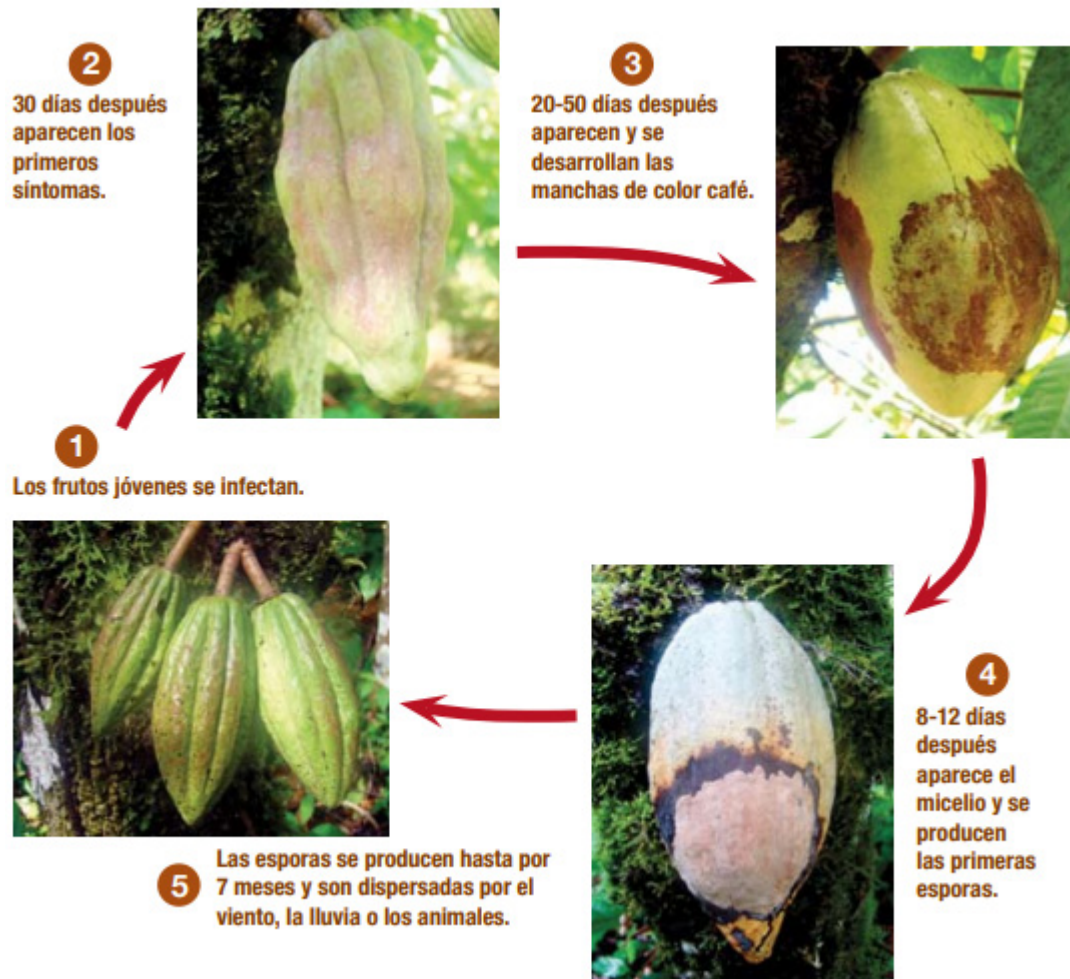 1
Los frutos jóvenes se infectan.
2
30 días después
aparecen los
primeros
síntomas.
3
20-50 días después
aparecen y se
desarrollan las
manchas de color café.
4
8-12 días
después
aparece el
micelio y se
producen
las primeras
esporas.
5
Las esporas se producen hasta por
7 meses y son dispersadas por el
viento, la lluvia o los animales.